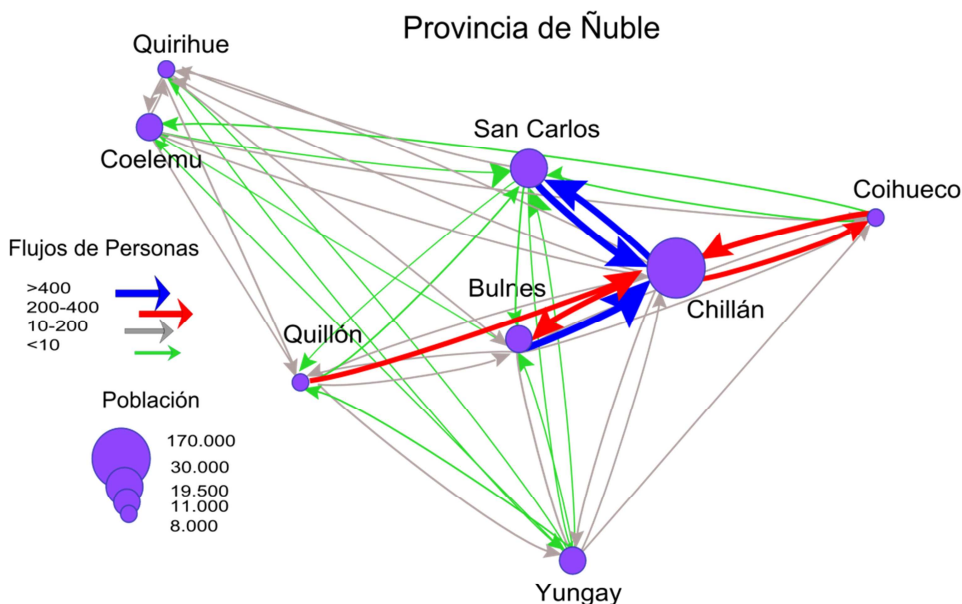 Provincia de Ñuble
Quirihue
San Carlos
Coelemu
Coihueco
Flujos de Personas
>400
200-400
10-200
<10
Bulnes
Chillán
Quillón
Población
170.000
30.000
19.500
11.000
8.000
Yungay